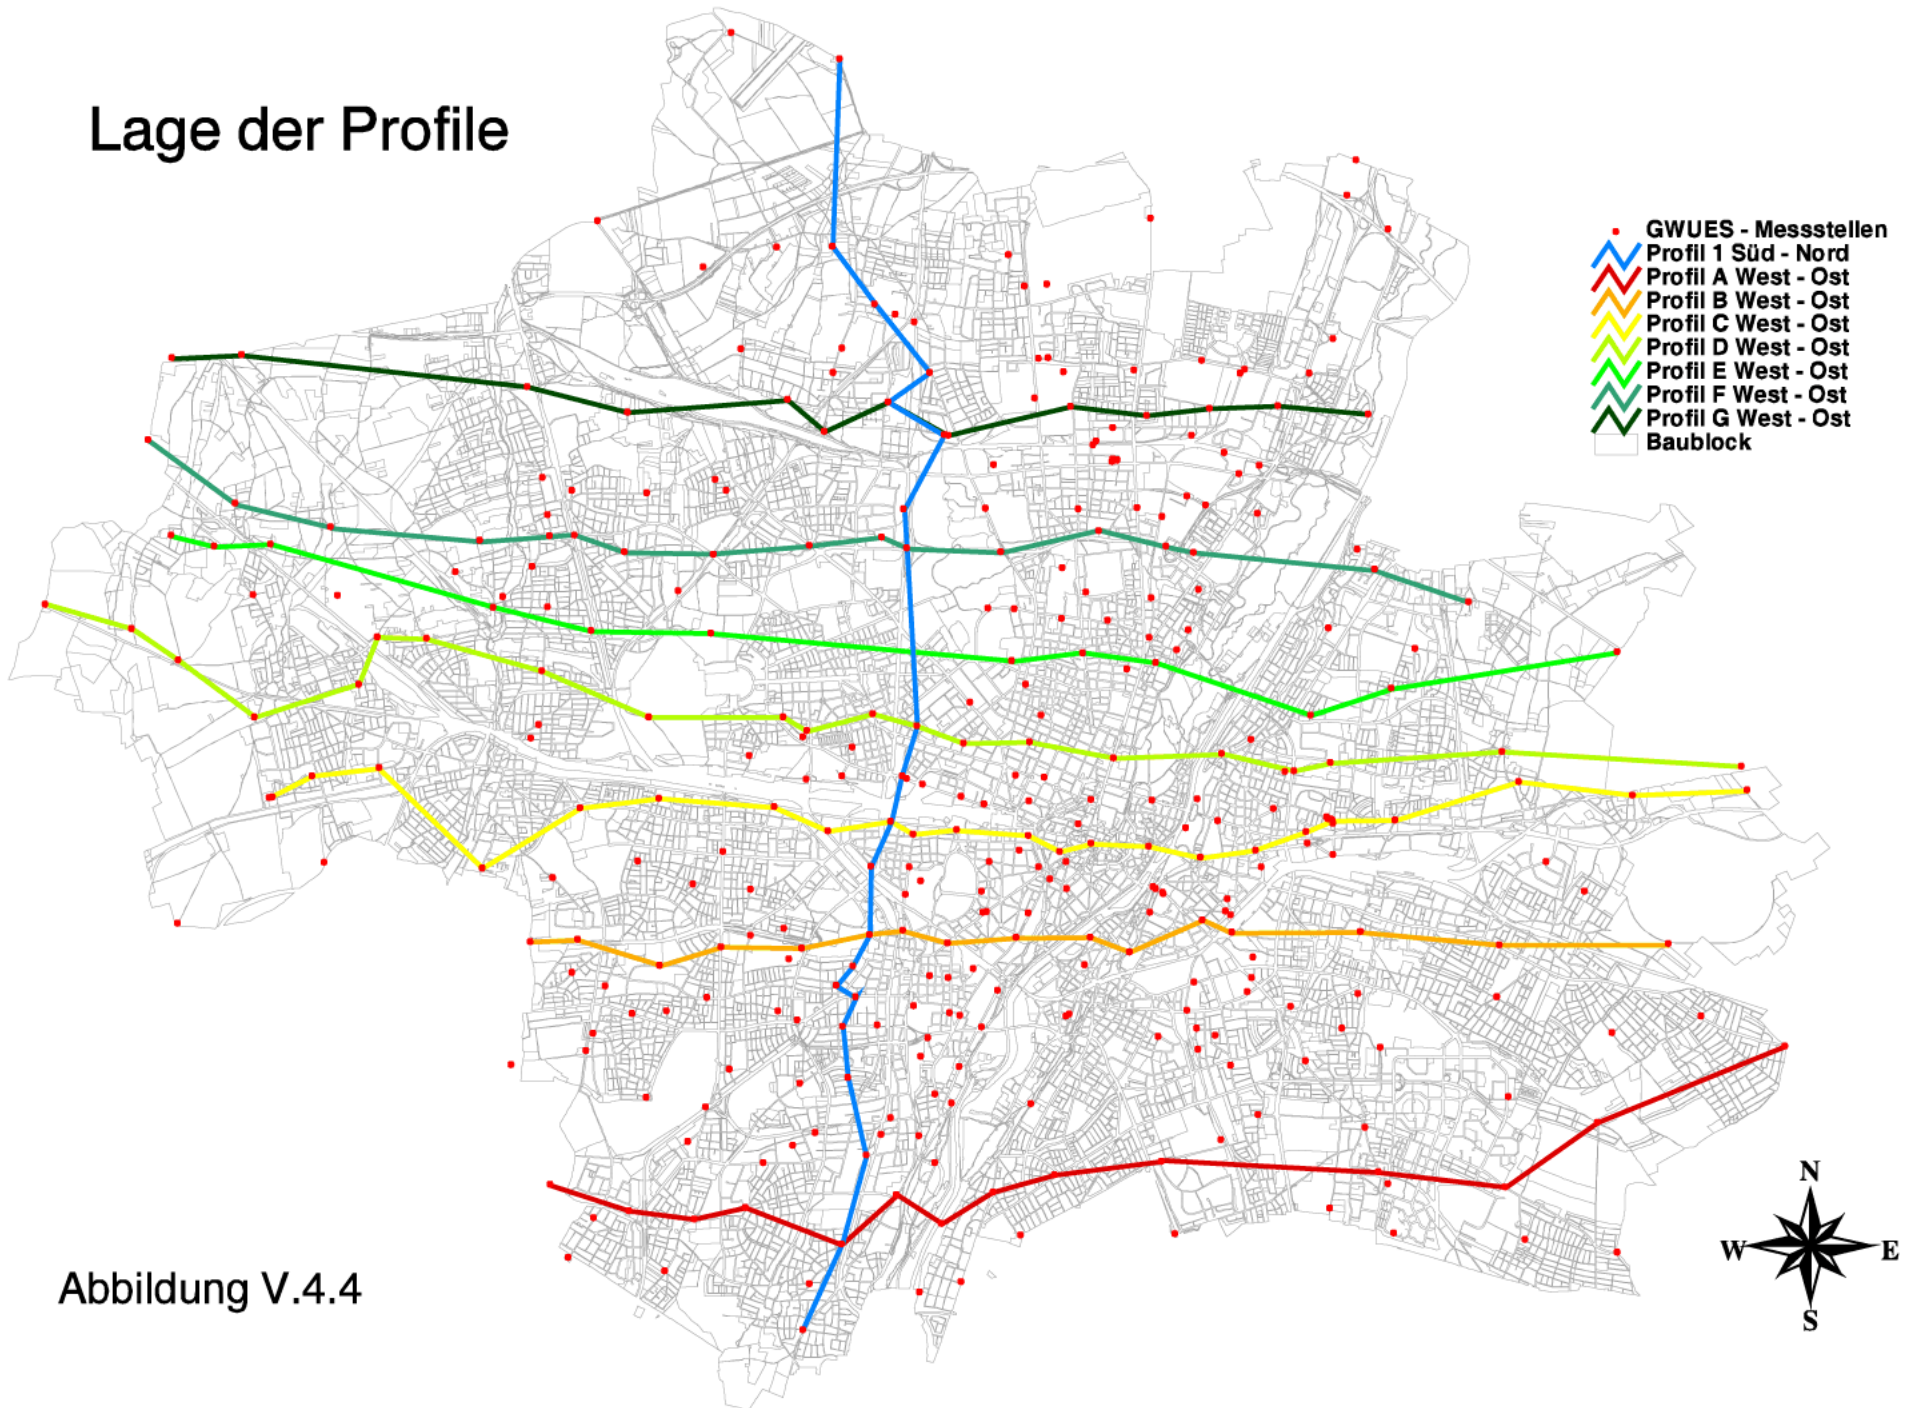 Lage der Profile
GWUES - Messstellen
Profil 1 Süd - Nord
Profil A West - Ost
Profil B West - Ost
Profil C West - Ost
Profil D West - Ost
Profil E West - Ost
Profil F West - Ost
Profil G West - Ost
Baublock
N
W
E
S
Abbildung V.4.4